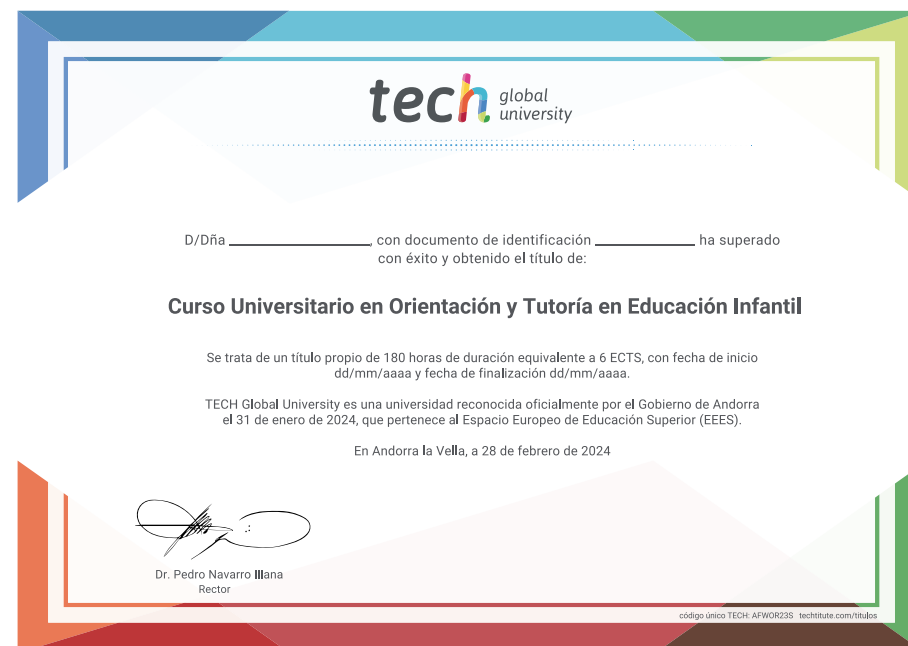 tech global
university
D/Dña ________________, con documento de identificación ____________ ha superado
con éxito y obtenido el título de:
Curso Universitario en Orientación y Tutoría en Educación Infantil
Se trata de un título propio de 180 horas de duración equivalente a 6 ECTS, con fecha de inicio
dd/mm/aaaa y fecha de finalización dd/mm/aaaa.
TECH Global University es una universidad reconocida oficialmente por el Gobierno de Andorra
el 31 de enero de 2024, que pertenece al Espacio Europeo de Educación Superior (EEES).
En Andorra la Vella, a 28 de febrero de 2024
Dr. Pedro Navarro Illana
Rector
código único TECH: AFWOR23S techtitute.com/titulos